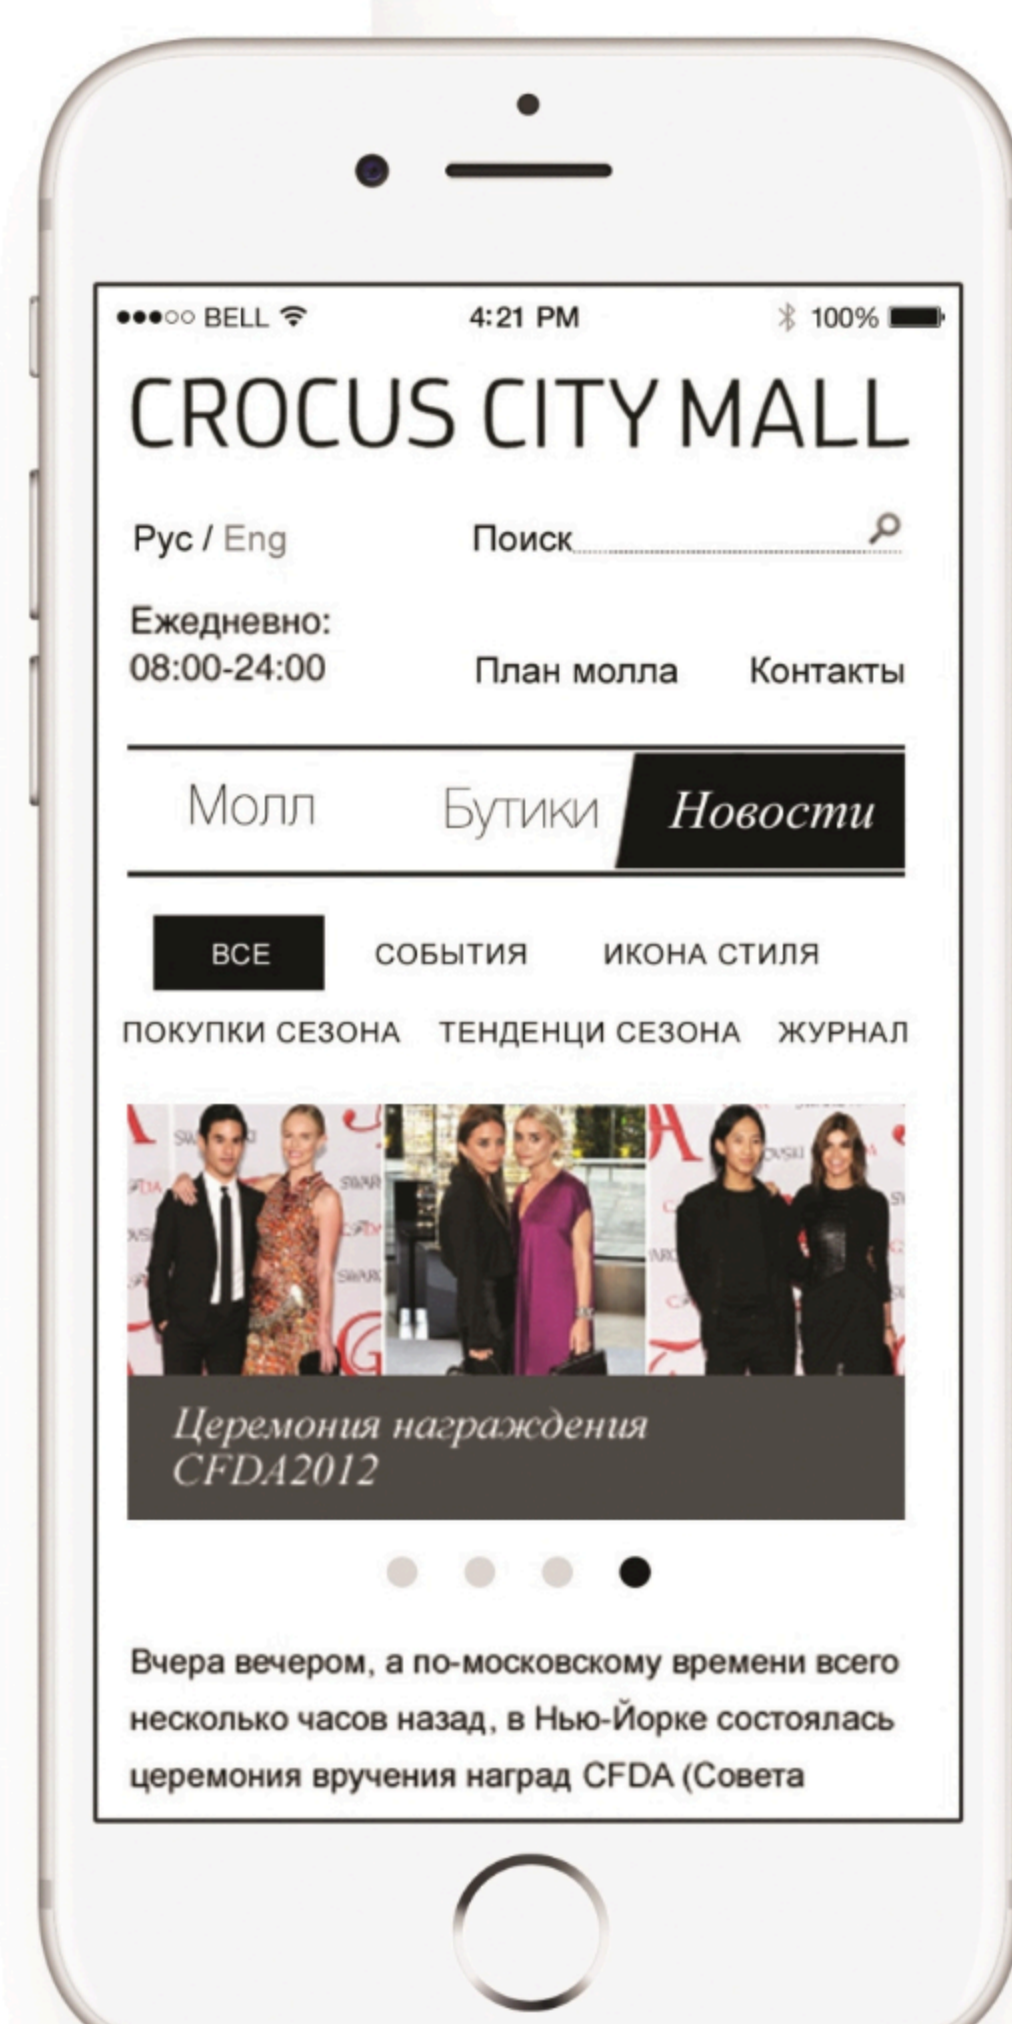 BELL 4:21 PM 100%
CROCUS CITY MALL
Рус / Eng Поиск
Ежедневно:
08:00-24:00 План молла Контакты
Молл Бутики Новости
ВСЕ СОБЫТИЯ ИКОНА СТИЛЯ
ПОКУПКИ СЕЗОНА ТЕНДЕНЦИ СЕЗОНА ЖУРНАЛ
Церемония награждения
CFDA2012
Вчера вечером, а по-московскому времени всего
несколько часов назад, в Нью-Йорке состоялась
церемония вручения наград CFDA (Совета